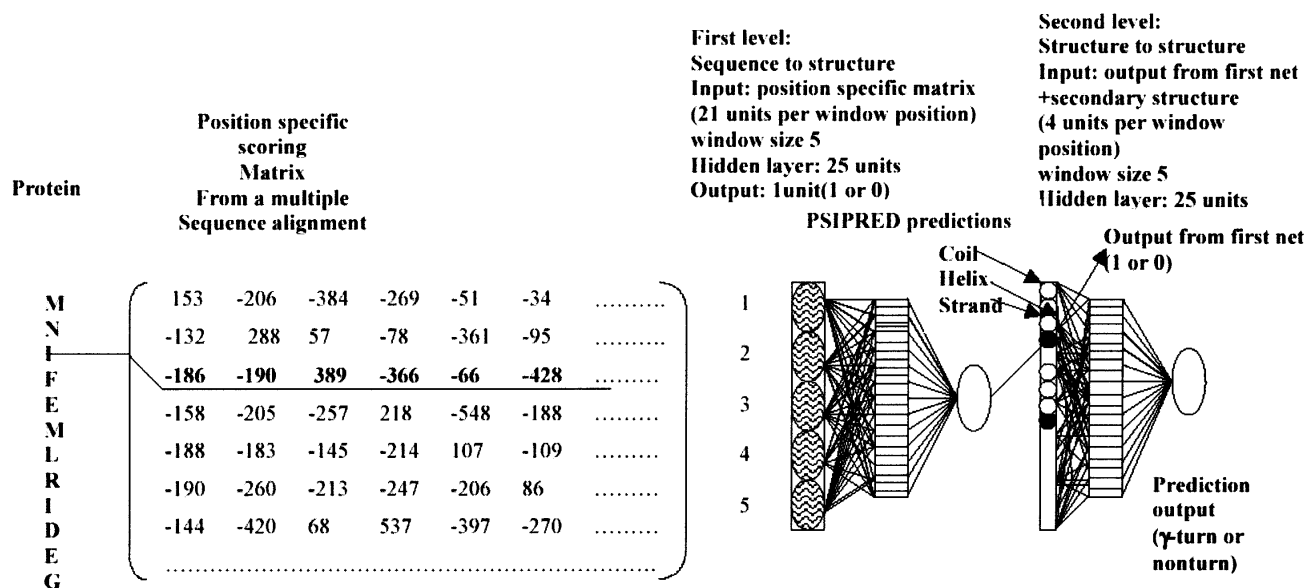 Protein
Position specific
scoring
Matrix
From a multiple
Sequence alignment
First level:
Sequence to structure
Input: position specific matrix
(21 units per window position)
window size 5
Hidden layer: 25 units
Output: 1unit(1 or 0)
Second level:
Structure to structure
Input: output from first net
+secondary structure
(4 units per window
position)
window size 5
Hidden layer: 25 units
PSIPRED predictions
Coil
Helix
Strand
Output from first net
(1 or 0)
M
N
I
F
E
M
L
R
I
D
E
G
153 -206 -384 -269 -51 -34 ..........
-132 288 57 -78 -361 -95 .........
-186 -190 389 -366 -66 -428 .........
-158 -205 -257 218 -548 -188 .........
-188 -183 -145 -214 107 -109 .........
-190 -260 -213 -247 -206 86 .........
-144 -420 68 537 -397 -270 .........
..................................................................
1
2
3
4
5
Prediction
output
(γ-turn or
nonturn)